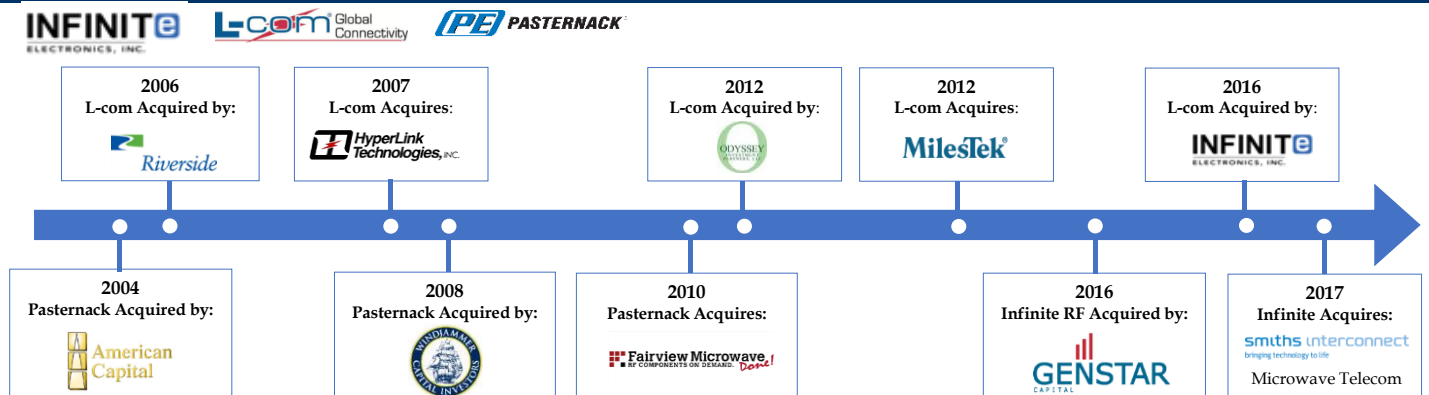 INFINITe
ELECTRONICS, INC.
L-com Global
Connectivity
PE PASTERNACK
2006
L-com Acquired by:
Riverside
2007
L-com Acquires:
HyperLink
Technologies, INC.
2012
L-com Acquired by:
ODYSSEY
INVESTMENT
PARTNERS, LLC
2012
L-com Acquires:
MilesTek®
2016
L-com Acquired by:
INFINITe
ELECTRONICS, INC.
2004
Pasternack Acquired by:
American
Capital
2008
Pasternack Acquired by:
WINDJAMMER
CAPITAL INVESTORS
2010
Pasternack Acquires:
Fairview Microwave
RF COMPONENTS ON DEMAND. Done!
2016
Infinite RF Acquired by:
GENSTAR
CAPITAL
2017
Infinite Acquires:
smiths interconnect
bringing technology to life
Microwave Telecom